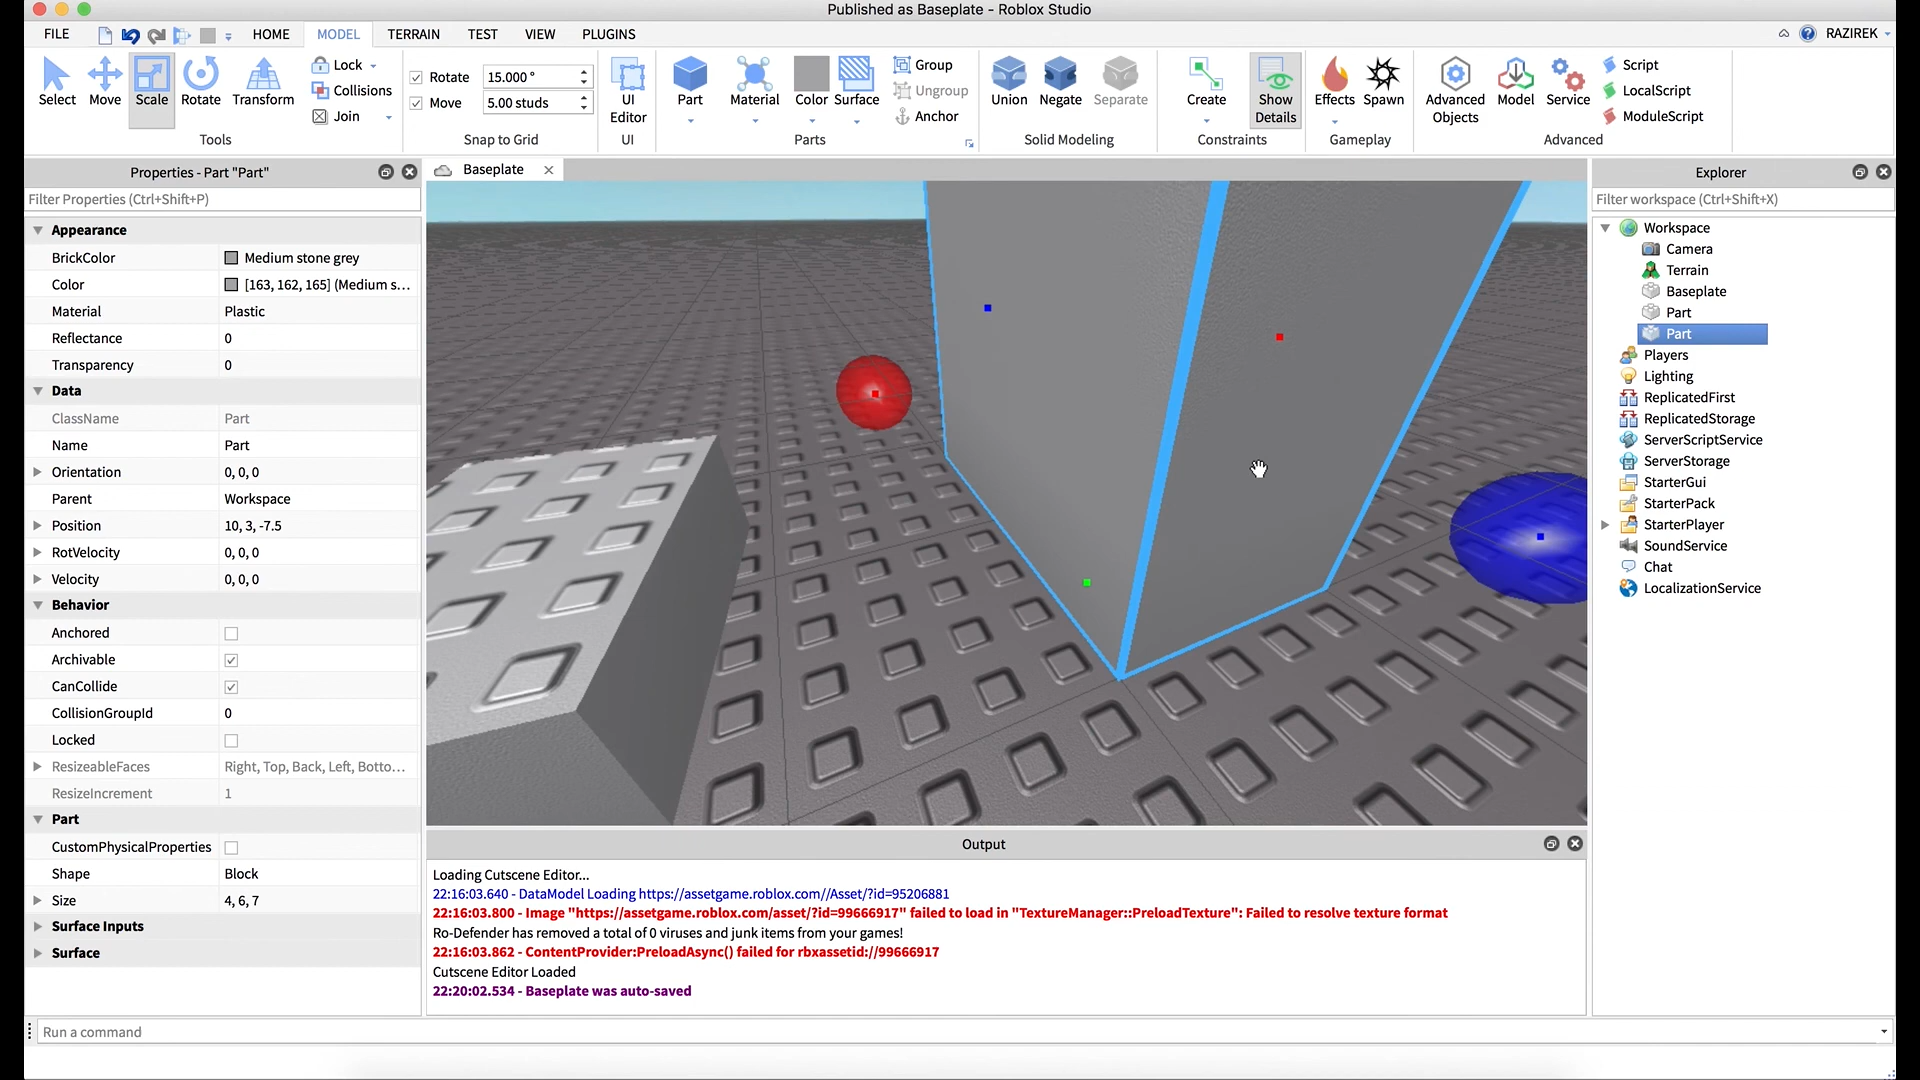 Published as Baseplate - Roblox Studio
FILE HOME MODEL TERRAIN TEST VIEW PLUGINS RAZIREK
Select Move Scale Rotate Transform
Lock
Collisions
Join
Tools
Rotate 15.000 °
Move 5.00 studs
Snap to Grid
UI
Editor
UI
Part Material Color Surface
Group
Ungroup
Anchor
Parts
Union Negate Separate
Solid Modeling
Create Show
Details
Constraints
Effects Spawn
Gameplay
Advanced
Objects
Model Service
Script
LocalScript
ModuleScript
Advanced
Properties - Part "Part"
Filter Properties (Ctrl+Shift+P)
Appearance
BrickColor Medium stone grey
Color [163, 162, 165] (Medium s...
Material Plastic
Reflectance 0
Transparency 0
Data
ClassName Part
Name Part
Orientation 0, 0, 0
Parent Workspace
Position 10, 3, -7.5
RotVelocity 0, 0, 0
Velocity 0, 0, 0
Behavior
Anchored
Archivable
CanCollide
CollisionGroupId 0
Locked
ResizeableFaces Right, Top, Back, Left, Botto...
ResizeIncrement 1
Part
CustomPhysicalProperties
Shape Block
Size 4, 6, 7
Surface Inputs
Surface
Baseplate
Output
Loading Cutscene Editor...
22:16:03.640 - DataModel Loading https://assetgame.roblox.com//Asset/?id=95206881
22:16:03.800 - Image "https://assetgame.roblox.com/asset/?id=99666917" failed to load in "TextureManager::PreloadTexture": Failed to resolve texture format
Ro-Defender has removed a total of 0 viruses and junk items from your games!
22:16:03.862 - ContentProvider:PreloadAsync() failed for rbxassetid://99666917
Cutscene Editor Loaded
22:20:02.534 - Baseplate was auto-saved
Explorer
Filter workspace (Ctrl+Shift+X)
Workspace
Camera
Terrain
Baseplate
Part
Part
Players
Lighting
ReplicatedFirst
ReplicatedStorage
ServerScriptService
ServerStorage
StarterGui
StarterPack
StarterPlayer
SoundService
Chat
LocalizationService
Run a command